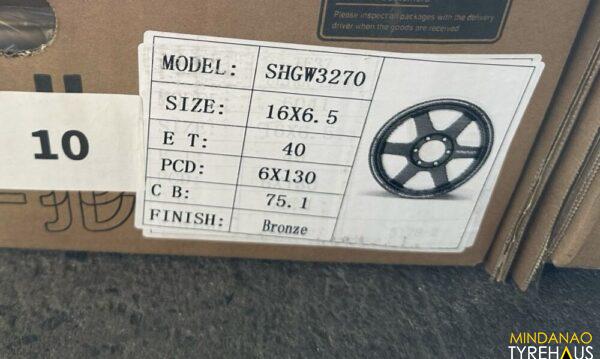 Please inspect all packages with the delivery
driver when the goods are received
MODEL: SHGW3270
SIZE: 16X6.5
E T: 40
PCD: 6X130
C B: 75.1
FINISH: Bronze
10
MINDANAO
TYREHAUS